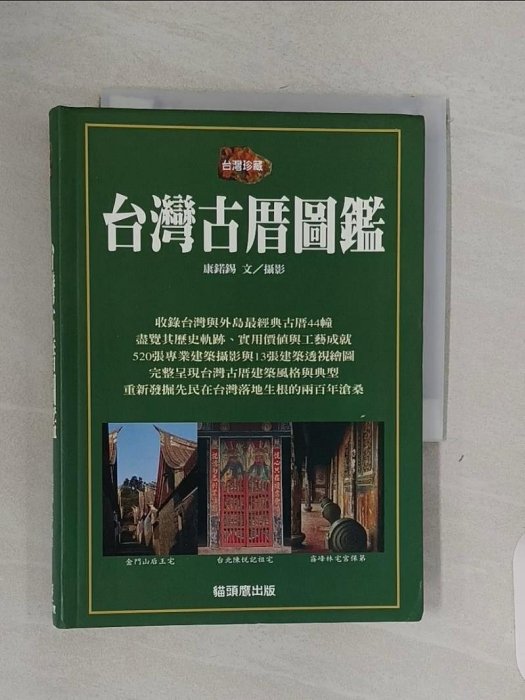 台灣珍藏
台灣古厝圖鑑
康鍩錫 文／攝影
收錄台灣與外島最經典古厝44幢
盡覽其歷史軌跡、實用價值與工藝成就
520張專業建築攝影與13張建築透視繪圖
完整呈現台灣古厝建築風格與典型
重新發掘先民在台灣落地生根的兩百年滄桑
金門山后王宅
台北陳悅記祖宅
霧峰林宅宮保第
貓頭鷹出版